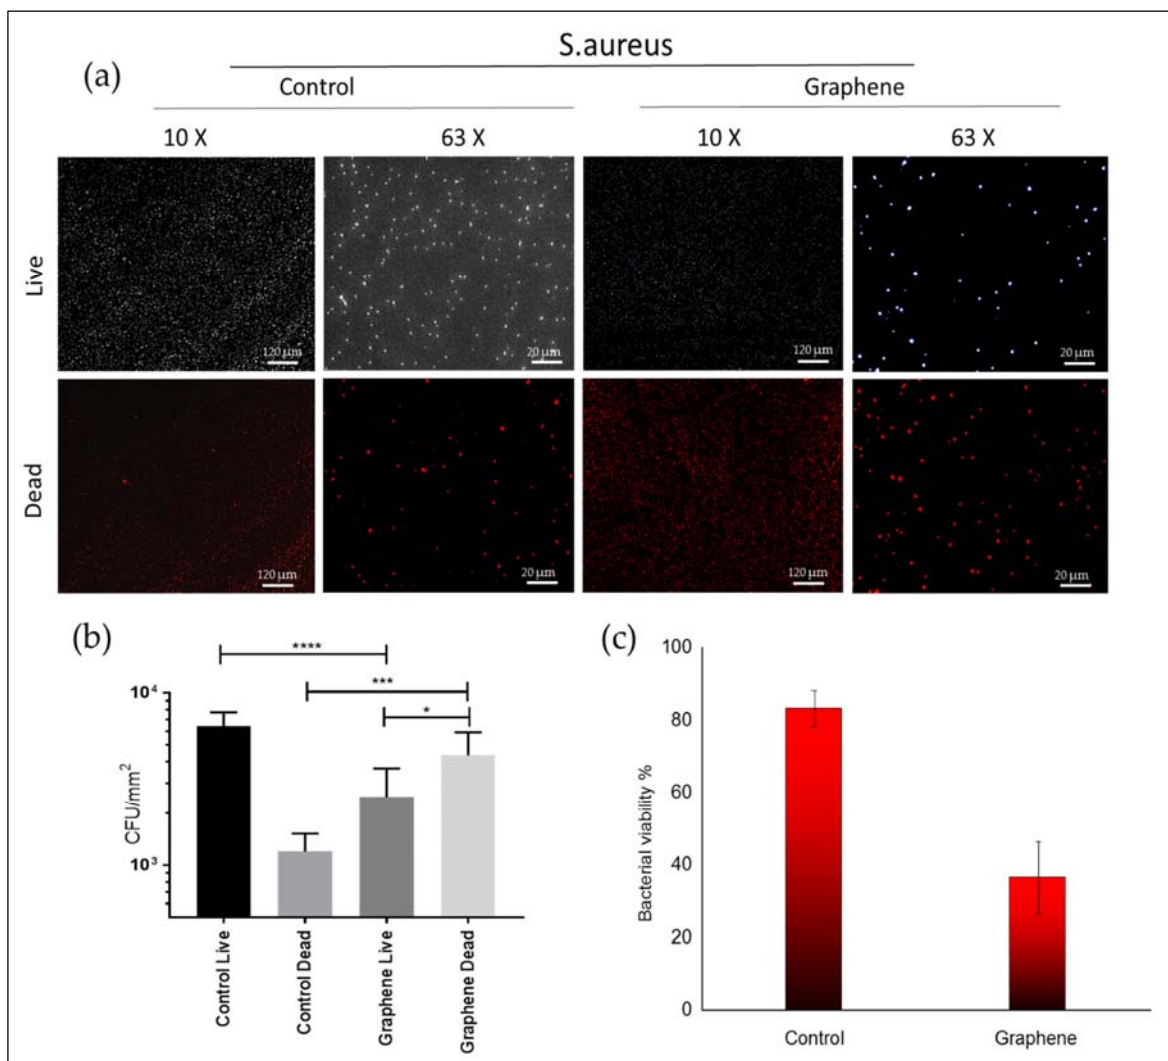 S.aureus
(a)
Control Graphene
10 X 63 X 10 X 63 X
Live
120 µm 20 µm 120 µm 20 µm
Dead
120 µm 20 µm 120 µm 20 µm
(b)
****
***
*
10⁴
10³
CFU/mm²
Control Live
Control Dead
Graphene Live
Graphene Dead
(c)
100
80
60
40
20
0
Bacterial viability %
Control Graphene